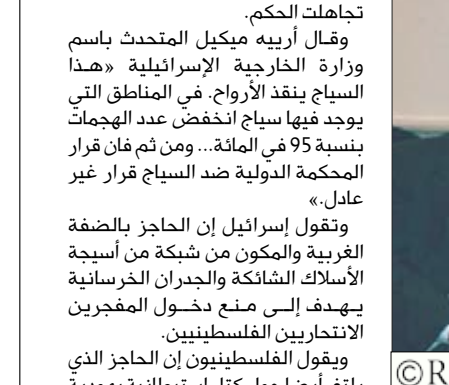 تجاهلت الحكم.
وقال أرييه ميكيل المتحدث باسم
وزارة الخارجية الإسرائيلية «هذا
السياج ينقذ الأرواح. في المناطق التي
يوجد فيها سياج انخفض عدد الهجمات
بنسبة 95 في المائة... ومن ثم فان قرار
المحكمة الدولية ضد السياج قرار غير
عادل.»
وتقول إسرائيل إن الحاجز بالضفة
الغربية والمكون من شبكة من أسيجة
الأسلاك الشائكة والجدران الخرسانية
يهدف إلى منع دخول المفجرين
الانتحاريين الفلسطينيين.
ويقول الفلسطينيون إن الحاجز الذي
© R